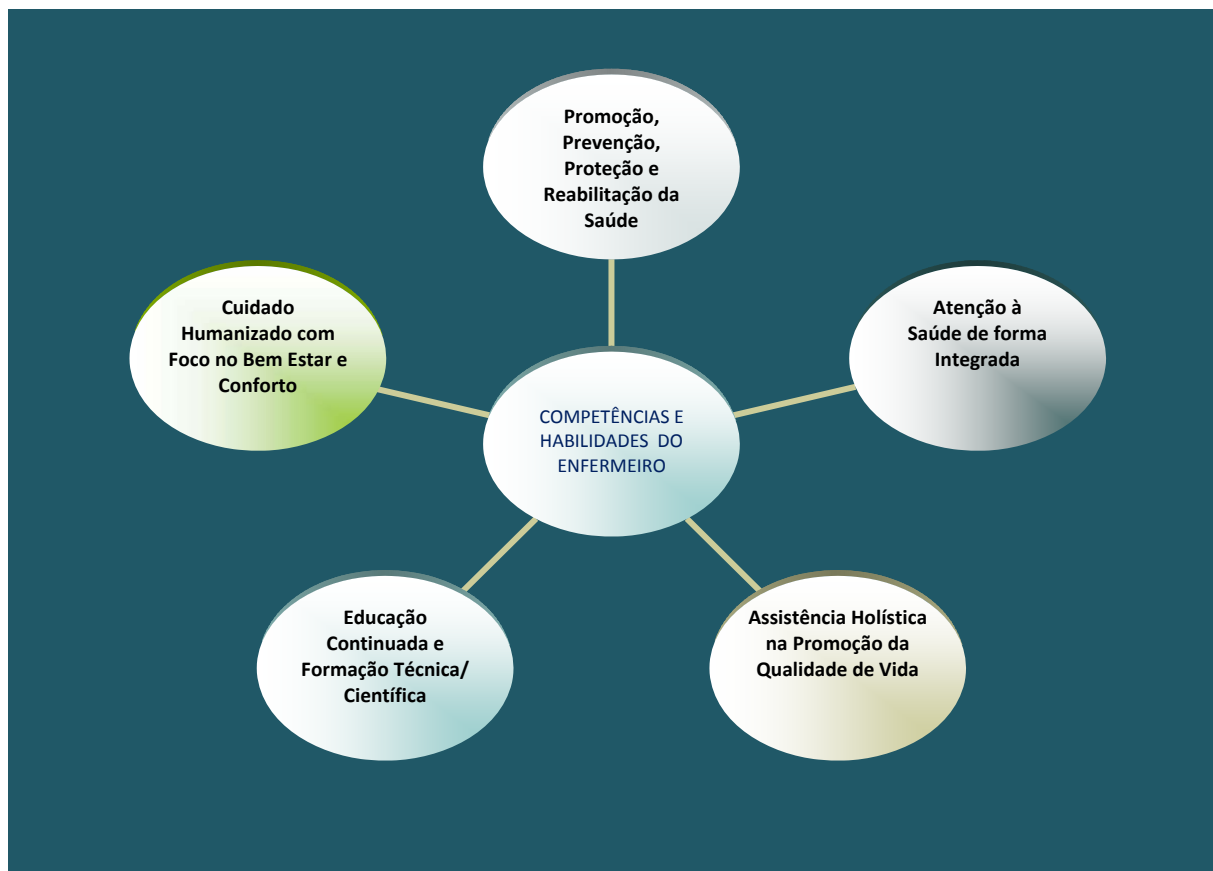 Promoção,
Prevenção,
Proteção e
Reabilitação da
Saúde
Cuidado
Humanizado com
Foco no Bem Estar e
Conforto
Atenção à
Saúde de forma
Integrada
COMPETÊNCIAS E
HABILIDADES DO
ENFERMEIRO
Educação
Continuada e
Formação Técnica/
Científica
Assistência Holística
na Promoção da
Qualidade de Vida